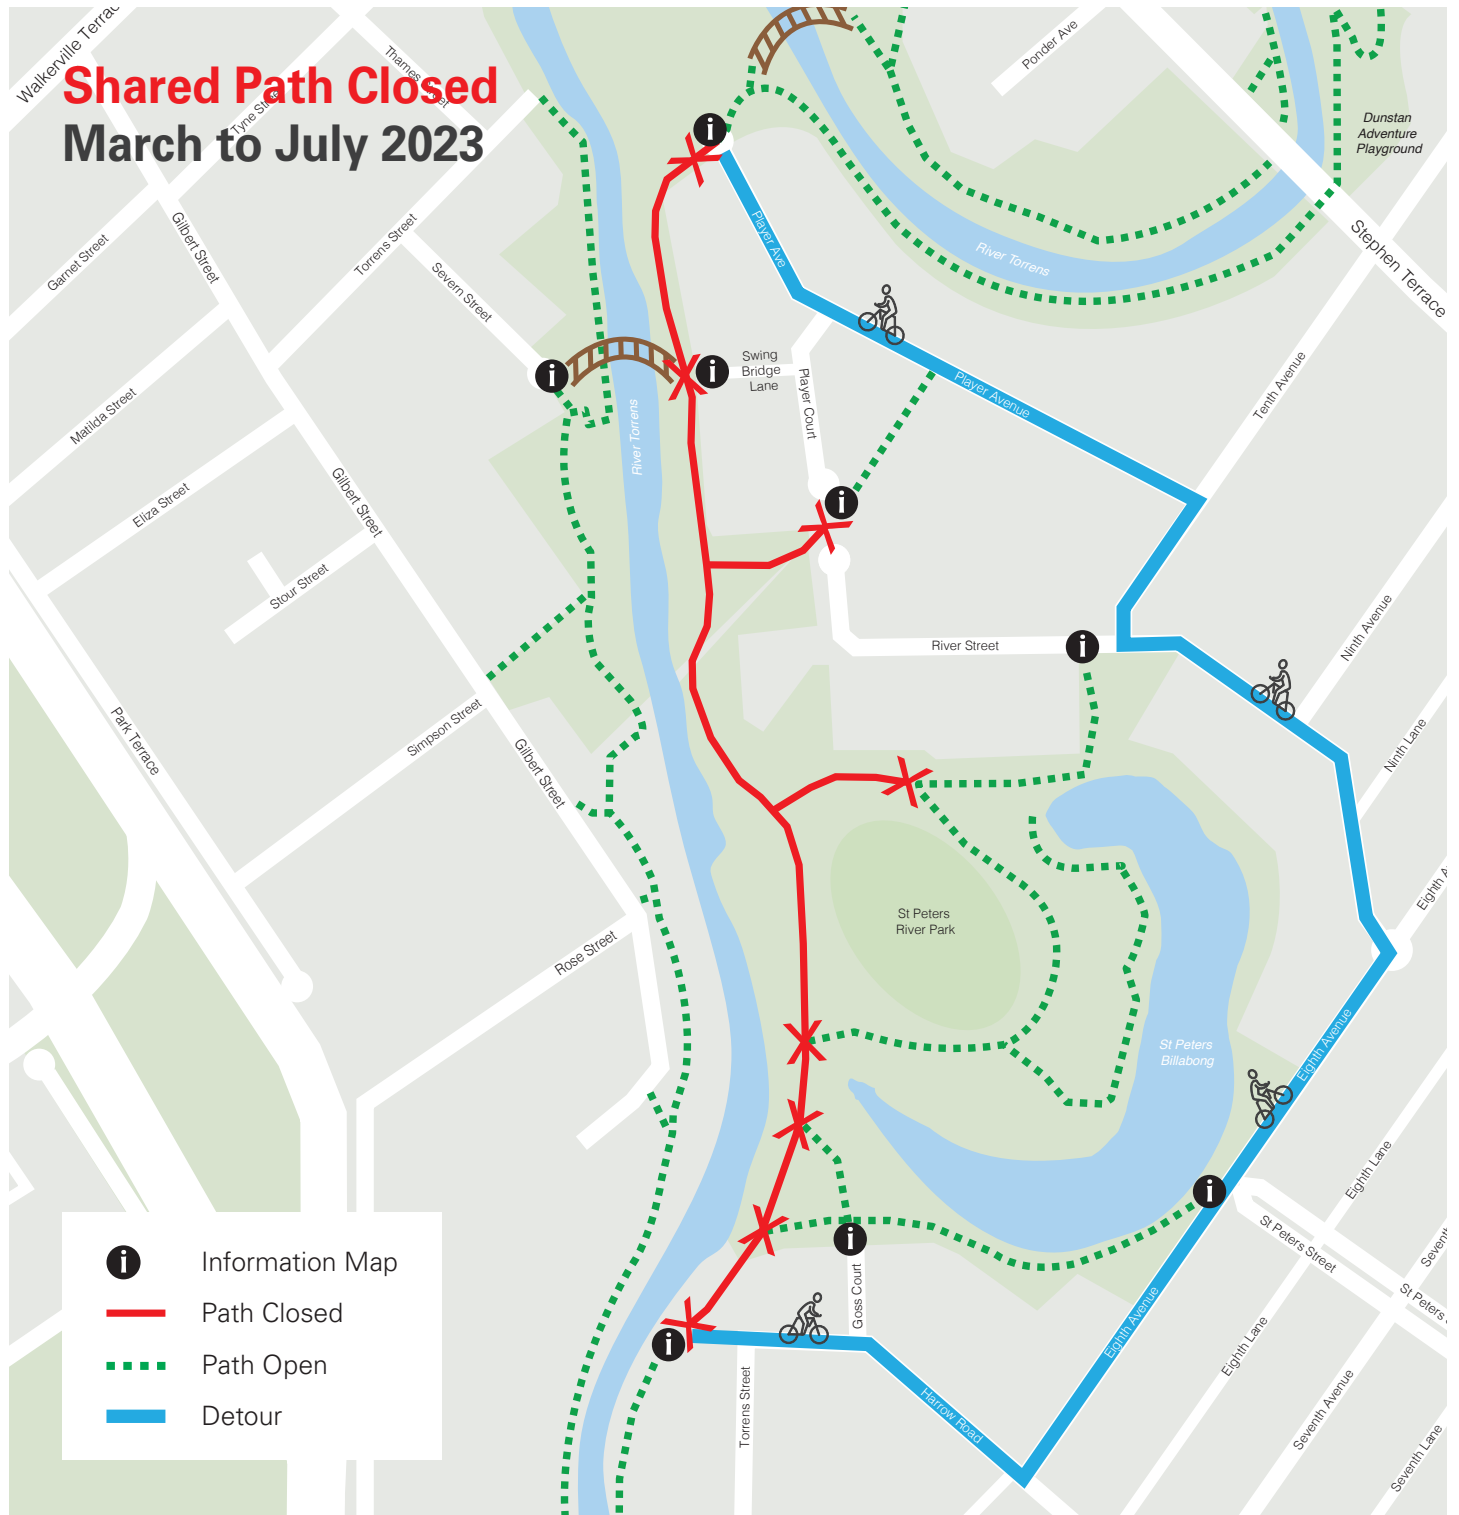 Shared Path Closed
March to July 2023
Walkerville Terrac
Thames Street
Tyne Street
Garnet Street
Gilbert Street
Torrens Street
Severn Street
Matilda Street
Eliza Street
Gilbert Street
Stour Street
Park Terrace
Simpson Street
Gilbert Street
Rose Street
River Torrens
Ponder Ave
Dunstan
Adventure
Playground
Stephen Terrace
River Torrens
Player Ave
Swing
Bridge
Lane
Player Court
Player Avenue
Tenth Avenue
River Street
Ninth Avenue
Ninth Lane
Eighth A
St Peters
River Park
St Peters
Billabong
Eighth Avenue
Eighth Lane
St Peters Street
Sevent
St Peters S
Goss Court
Eighth Avenue
Eighth Lane
Torrens Street
Harrow Road
Seventh Avenue
Seventh Lane
i Information Map
Path Closed
Path Open
Detour